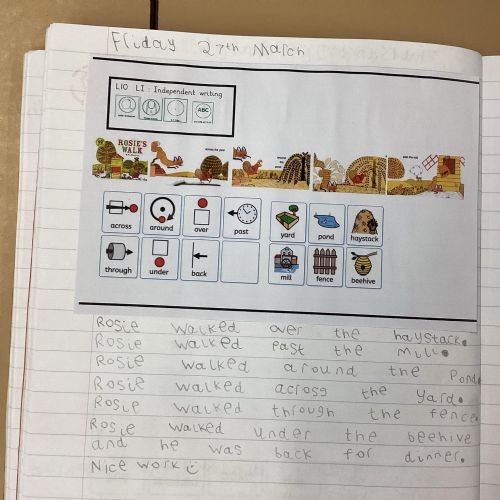 Friday 27th March
L10 LI: Independent writing
ABC
ROSIE'S
WALK
across around over past yard pond haystack
through under back mill fence beehive
Rosie walked over the haystack.
Rosie walked past the mill.
Rosie walked around the pond.
Rosie walked across the yard.
Rosie walked through the fence.
Rosie walked under the beehive
and he was back for dinner.
Nice work